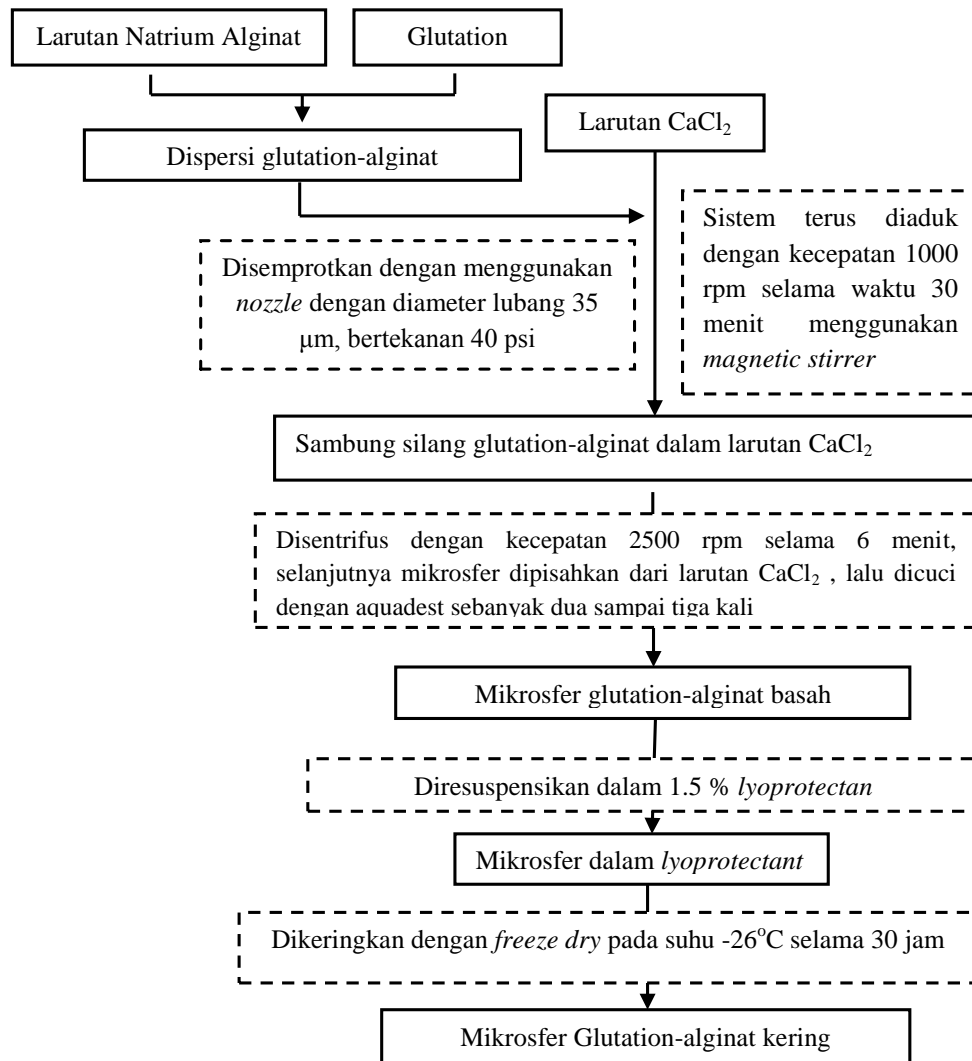 Larutan Natrium Alginat
Glutation
Larutan CaCl₂
Dispersi glutation-alginat
Sistem terus diaduk
dengan kecepatan 1000
rpm selama waktu 30
menit menggunakan
magnetic stirrer
Disemprotkan dengan menggunakan
nozzle dengan diameter lubang 35
μm, bertekanan 40 psi
Sambung silang glutation-alginat dalam larutan CaCl₂
Disentrifus dengan kecepatan 2500 rpm selama 6 menit,
selanjutnya mikrosfer dipisahkan dari larutan CaCl₂ , lalu dicuci
dengan aquadest sebanyak dua sampai tiga kali
Mikrosfer glutation-alginat basah
Diresuspensikan dalam 1.5 % lyoprotectan
Mikrosfer dalam lyoprotectant
Dikeringkan dengan freeze dry pada suhu -26°C selama 30 jam
Mikrosfer Glutation-alginat kering